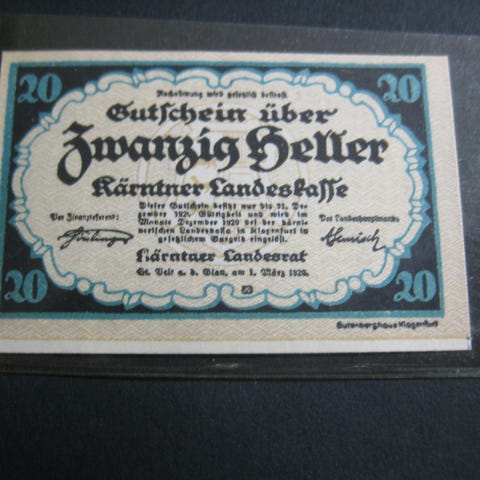 20 20
Nachahmung wird gesetzlich bestraft.
Gutschein über
Zwanzig Heller
Kärntner Landeskasse
Dieser Gutschein besitzt nur bis 31. De-
zember 1920 Gültigkeit und wird im
Monate Dezember 1920 bei der kärnt-
nerischen Landeskassa in Klagenfurt in
gesetzlichem Bargeld eingelöst.
Der Finanzreferent:
Der Landeshauptmann:
Kärntner Landesrat
St. Veit a. d. Glan, am 1. März 1920.
20 20
Gutenberghaus Klagenfurt